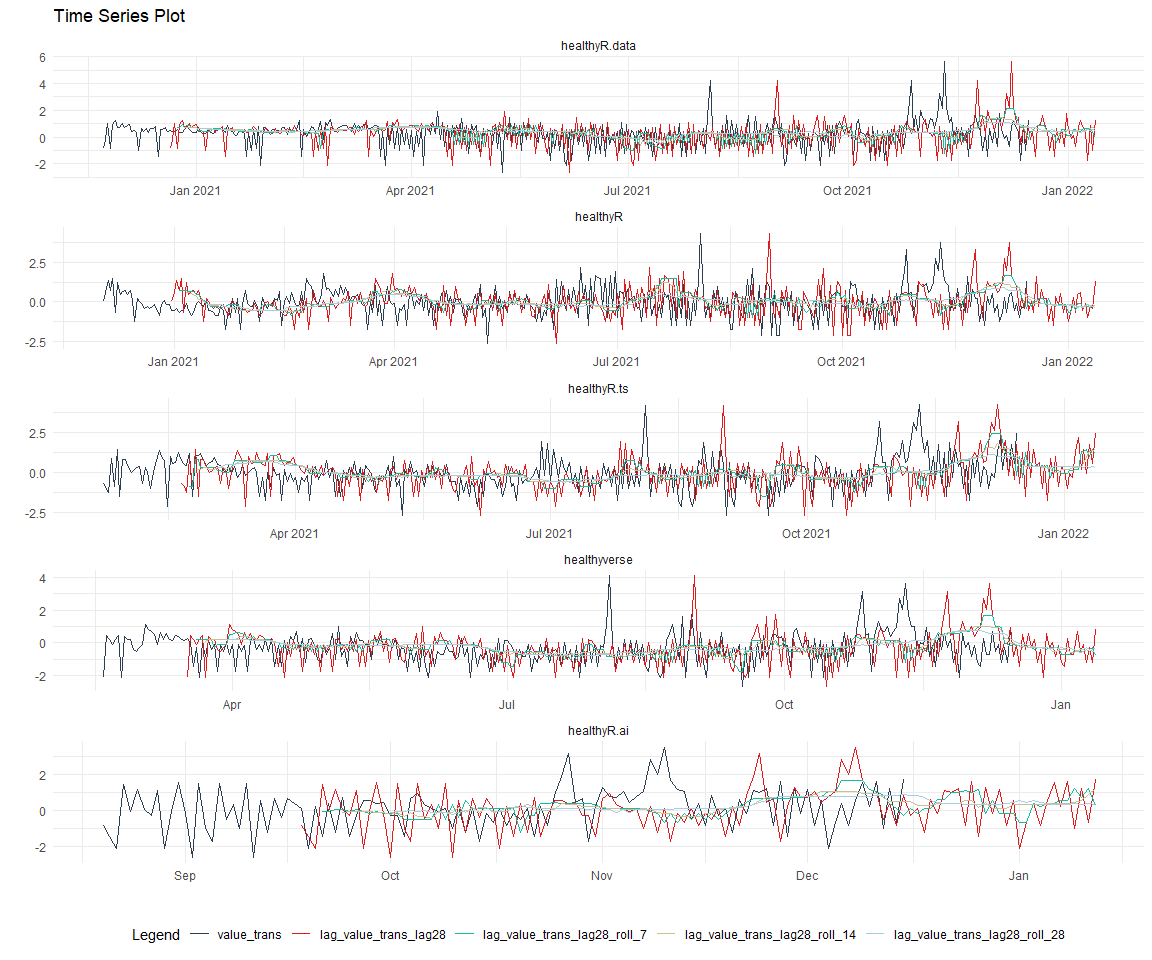 Time Series Plot
healthyR.data
6
4
2
0
-2
Jan 2021 Apr 2021 Jul 2021 Oct 2021 Jan 2022
healthyR
2.5
0.0
-2.5
Jan 2021 Apr 2021 Jul 2021 Oct 2021 Jan 2022
healthyR.ts
2.5
0.0
-2.5
Apr 2021 Jul 2021 Oct 2021 Jan 2022
healthyverse
4
2
0
-2
Apr Jul Oct Jan
healthyR.ai
2
0
-2
Sep Oct Nov Dec Jan
Legend value_trans lag_value_trans_lag28 lag_value_trans_lag28_roll_7 lag_value_trans_lag28_roll_14 lag_value_trans_lag28_roll_28